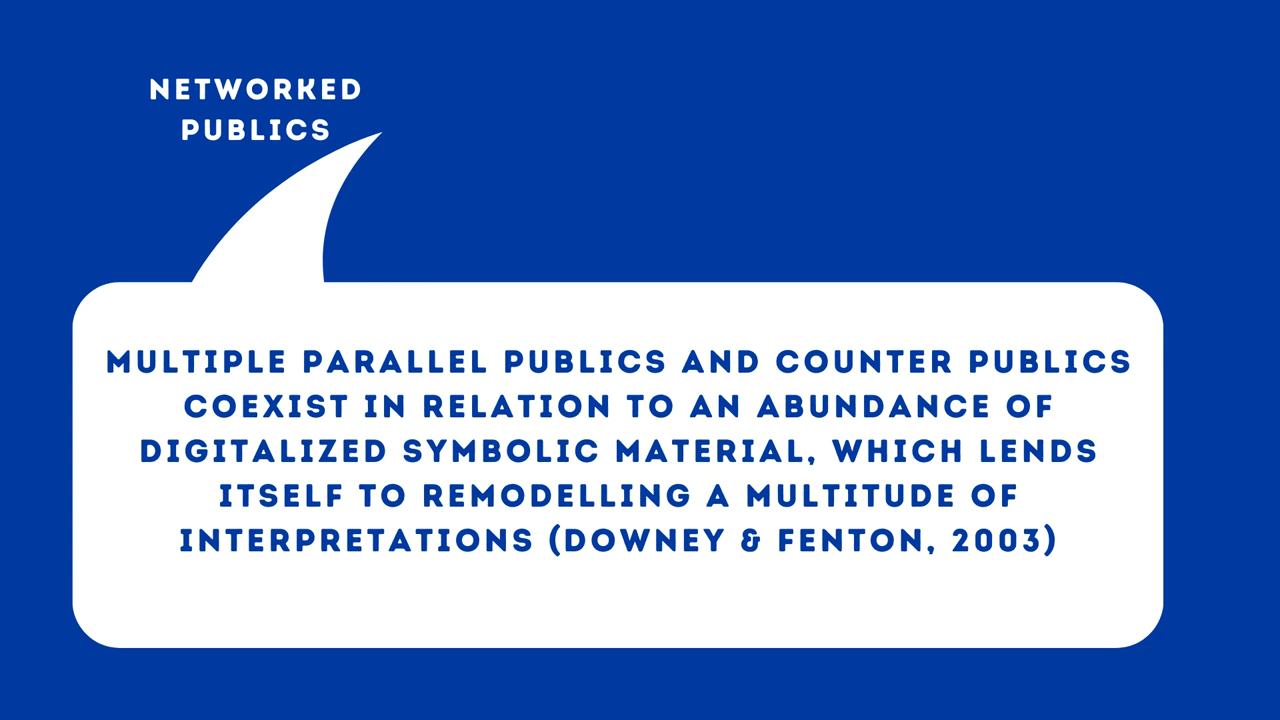 NETWORKED
PUBLICS
MULTIPLE PARALLEL PUBLICS AND COUNTER PUBLICS
COEXIST IN RELATION TO AN ABUNDANCE OF
DIGITALIZED SYMBOLIC MATERIAL, WHICH LENDS
ITSELF TO REMODELLING A MULTITUDE OF
INTERPRETATIONS (DOWNEY & FENTON, 2003)